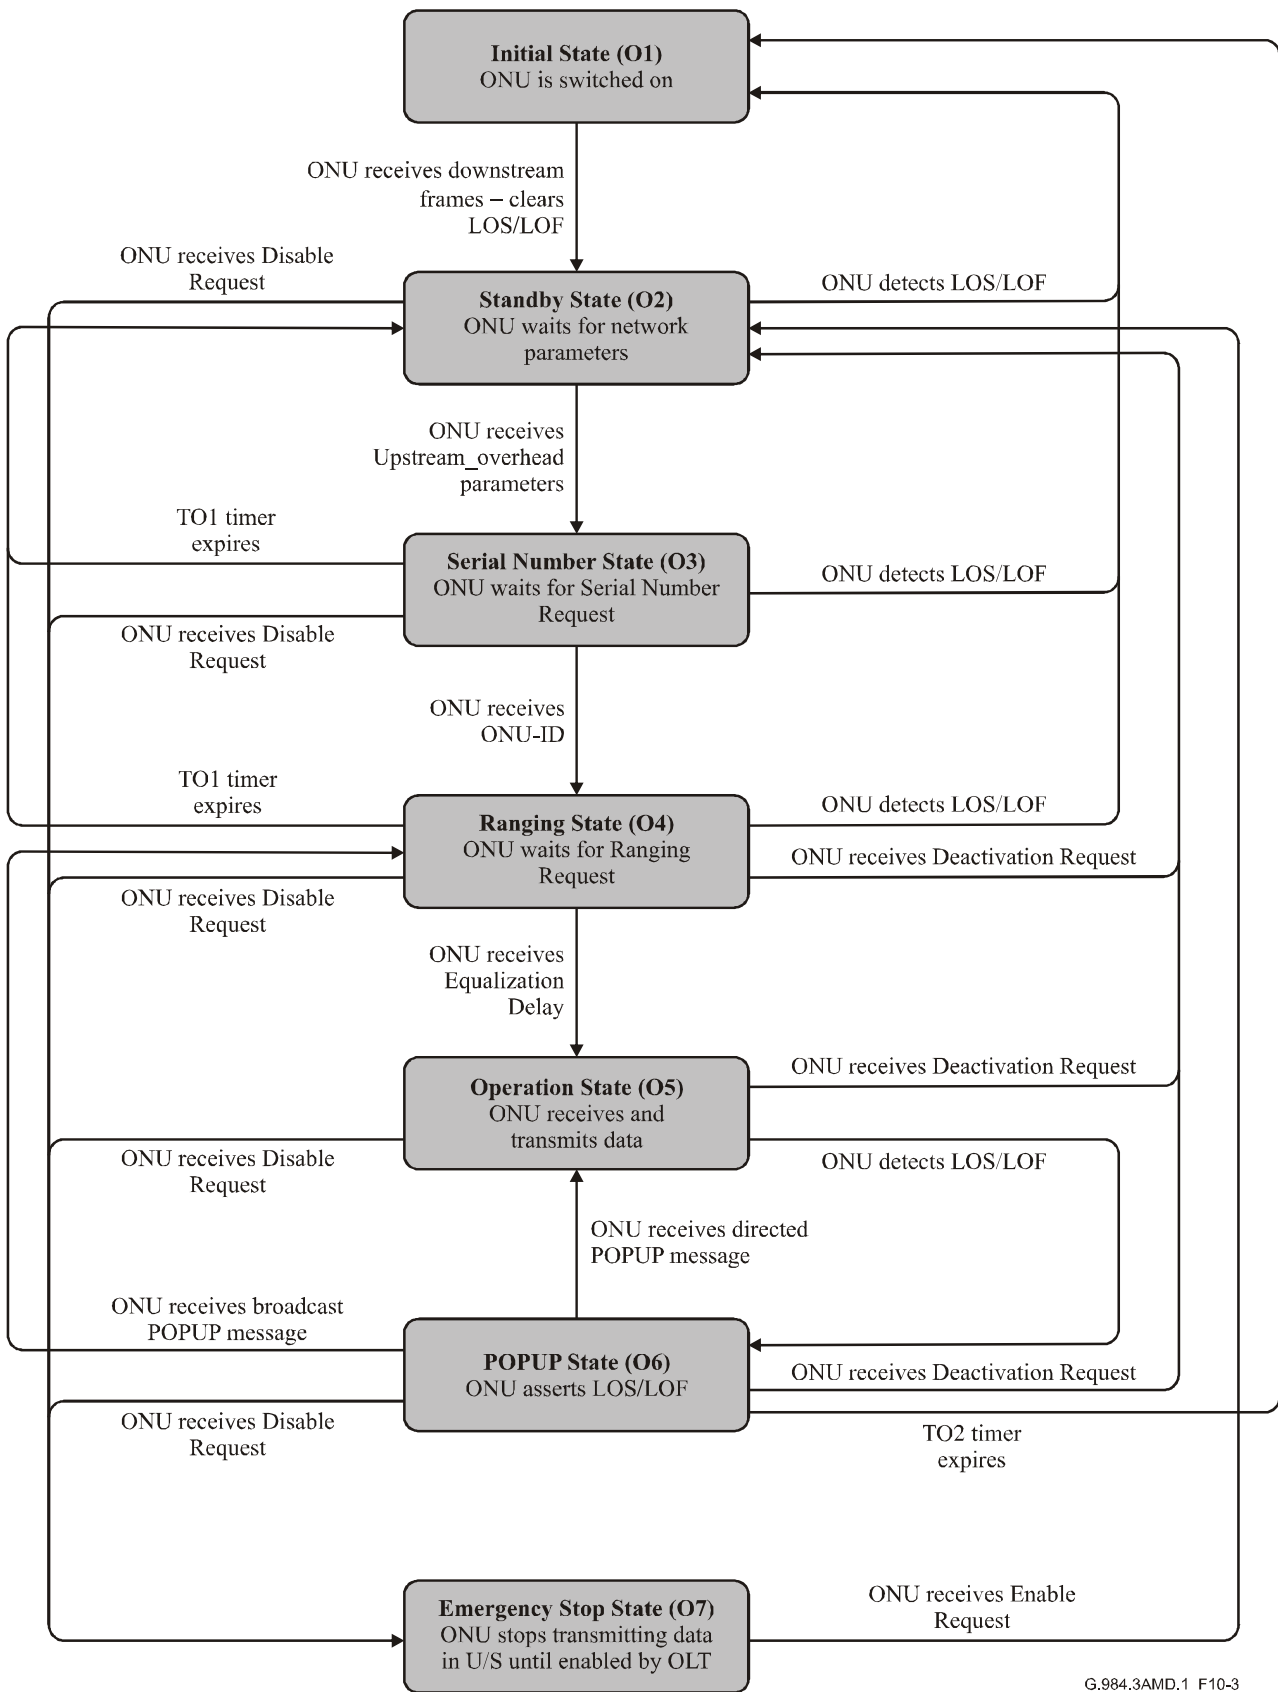 Initial State (O1)
ONU is switched on
ONU receives downstream
frames – clears
LOS/LOF
ONU receives Disable
Request
Standby State (O2)
ONU waits for network
parameters
ONU detects LOS/LOF
ONU receives
Upstream_overhead
parameters
TO1 timer
expires
Serial Number State (O3)
ONU waits for Serial Number
Request
ONU detects LOS/LOF
ONU receives Disable
Request
ONU receives
ONU-ID
TO1 timer
expires
Ranging State (O4)
ONU waits for Ranging
Request
ONU detects LOS/LOF
ONU receives Deactivation Request
ONU receives Disable
Request
ONU receives
Equalization
Delay
Operation State (O5)
ONU receives and
transmits data
ONU receives Deactivation Request
ONU receives Disable
Request
ONU detects LOS/LOF
ONU receives directed
POPUP message
ONU receives broadcast
POPUP message
POPUP State (O6)
ONU asserts LOS/LOF
ONU receives Deactivation Request
ONU receives Disable
Request
TO2 timer
expires
Emergency Stop State (O7)
ONU stops transmitting data
in U/S until enabled by OLT
ONU receives Enable
Request
G.984.3AMD.1_F10-3